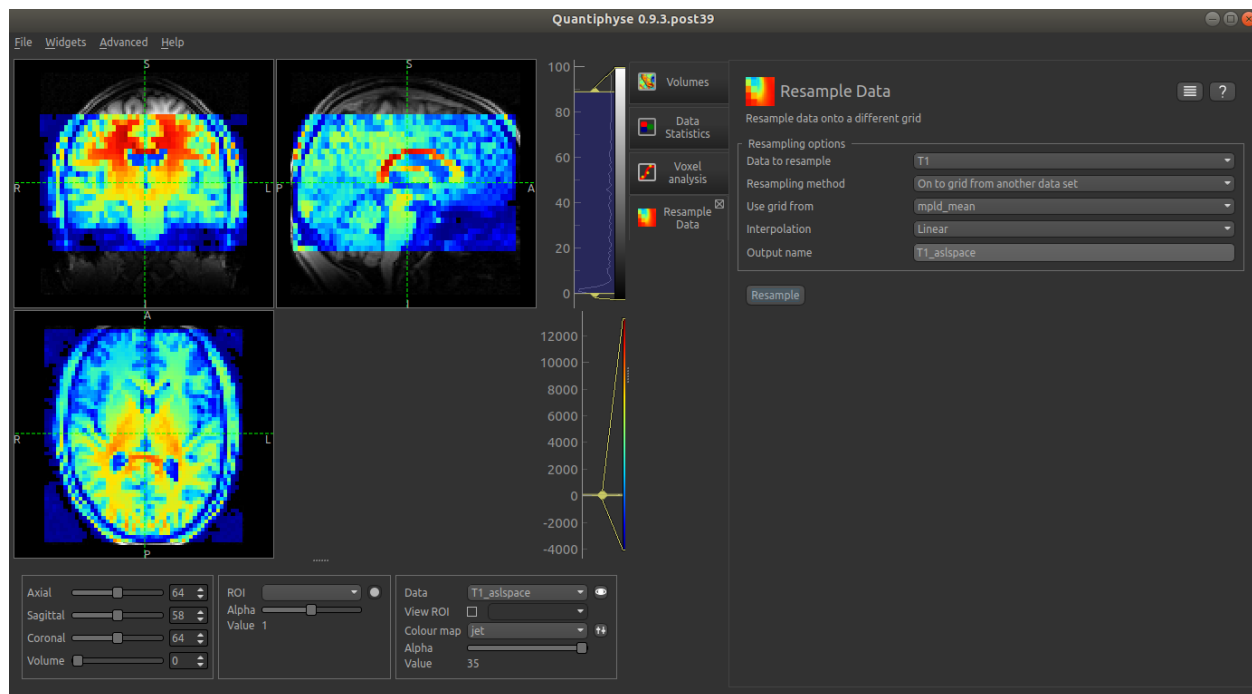 Quantiphyse 0.9.3.post39
File Widgets Advanced Help
S
R
L
I
S
P
A
I
A
R
L
P
100
80
60
40
20
0
12000
10000
8000
6000
4000
2000
0
-2000
-4000
Volumes
Data
Statistics
Voxel
analysis
Resample
Data
Resample Data
?
Resample data onto a different grid
Resampling options
Data to resample T1
Resampling method On to grid from another data set
Use grid from mpld_mean
Interpolation Linear
Output name T1_aslspace
Resample
Axial 64
Sagittal 58
Coronal 64
Volume 0
ROI
Alpha
Value 1
Data T1_aslspace
View ROI
Colour map jet
Alpha
Value 35